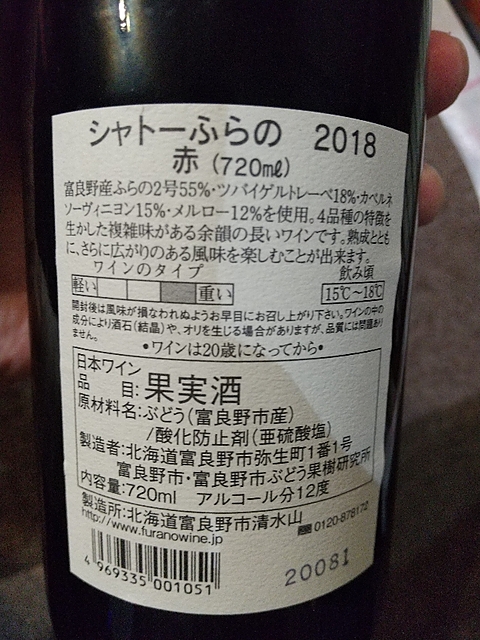 シャトーふらの 2018
赤(720㎖)
富良野産ふらの2号55%・ツバイゲルトレーベ18%・カベルネ
ソーヴィニヨン15%・メルロー12%を使用。4品種の特徴を
生かした複雑味がある余韻の長いワインです。熟成ととも
に、さらに広がりのある風味を楽しむことが出来ます。
ワインのタイプ 飲み頃
軽い 重い 15℃~18℃
開封後は風味が損なわれぬようお早目にお召し上がり下さい。ワインの中の
成分により酒石(結晶)や、オリを生じる場合がありますが、品質には問題あり
ません。
・ワインは20歳になってから・
日本ワイン
品 目:果実酒
原材料名:ぶどう(富良野市産)
/酸化防止剤(亜硫酸塩)
製造者:北海道富良野市弥生町1番1号
富良野市・富良野市ぶどう果樹研究所
内容量:720ml アルコール分12度
製造所:北海道富良野市清水山
http://www.furanowine.jp 0120-878172
4 969335 001051
20081